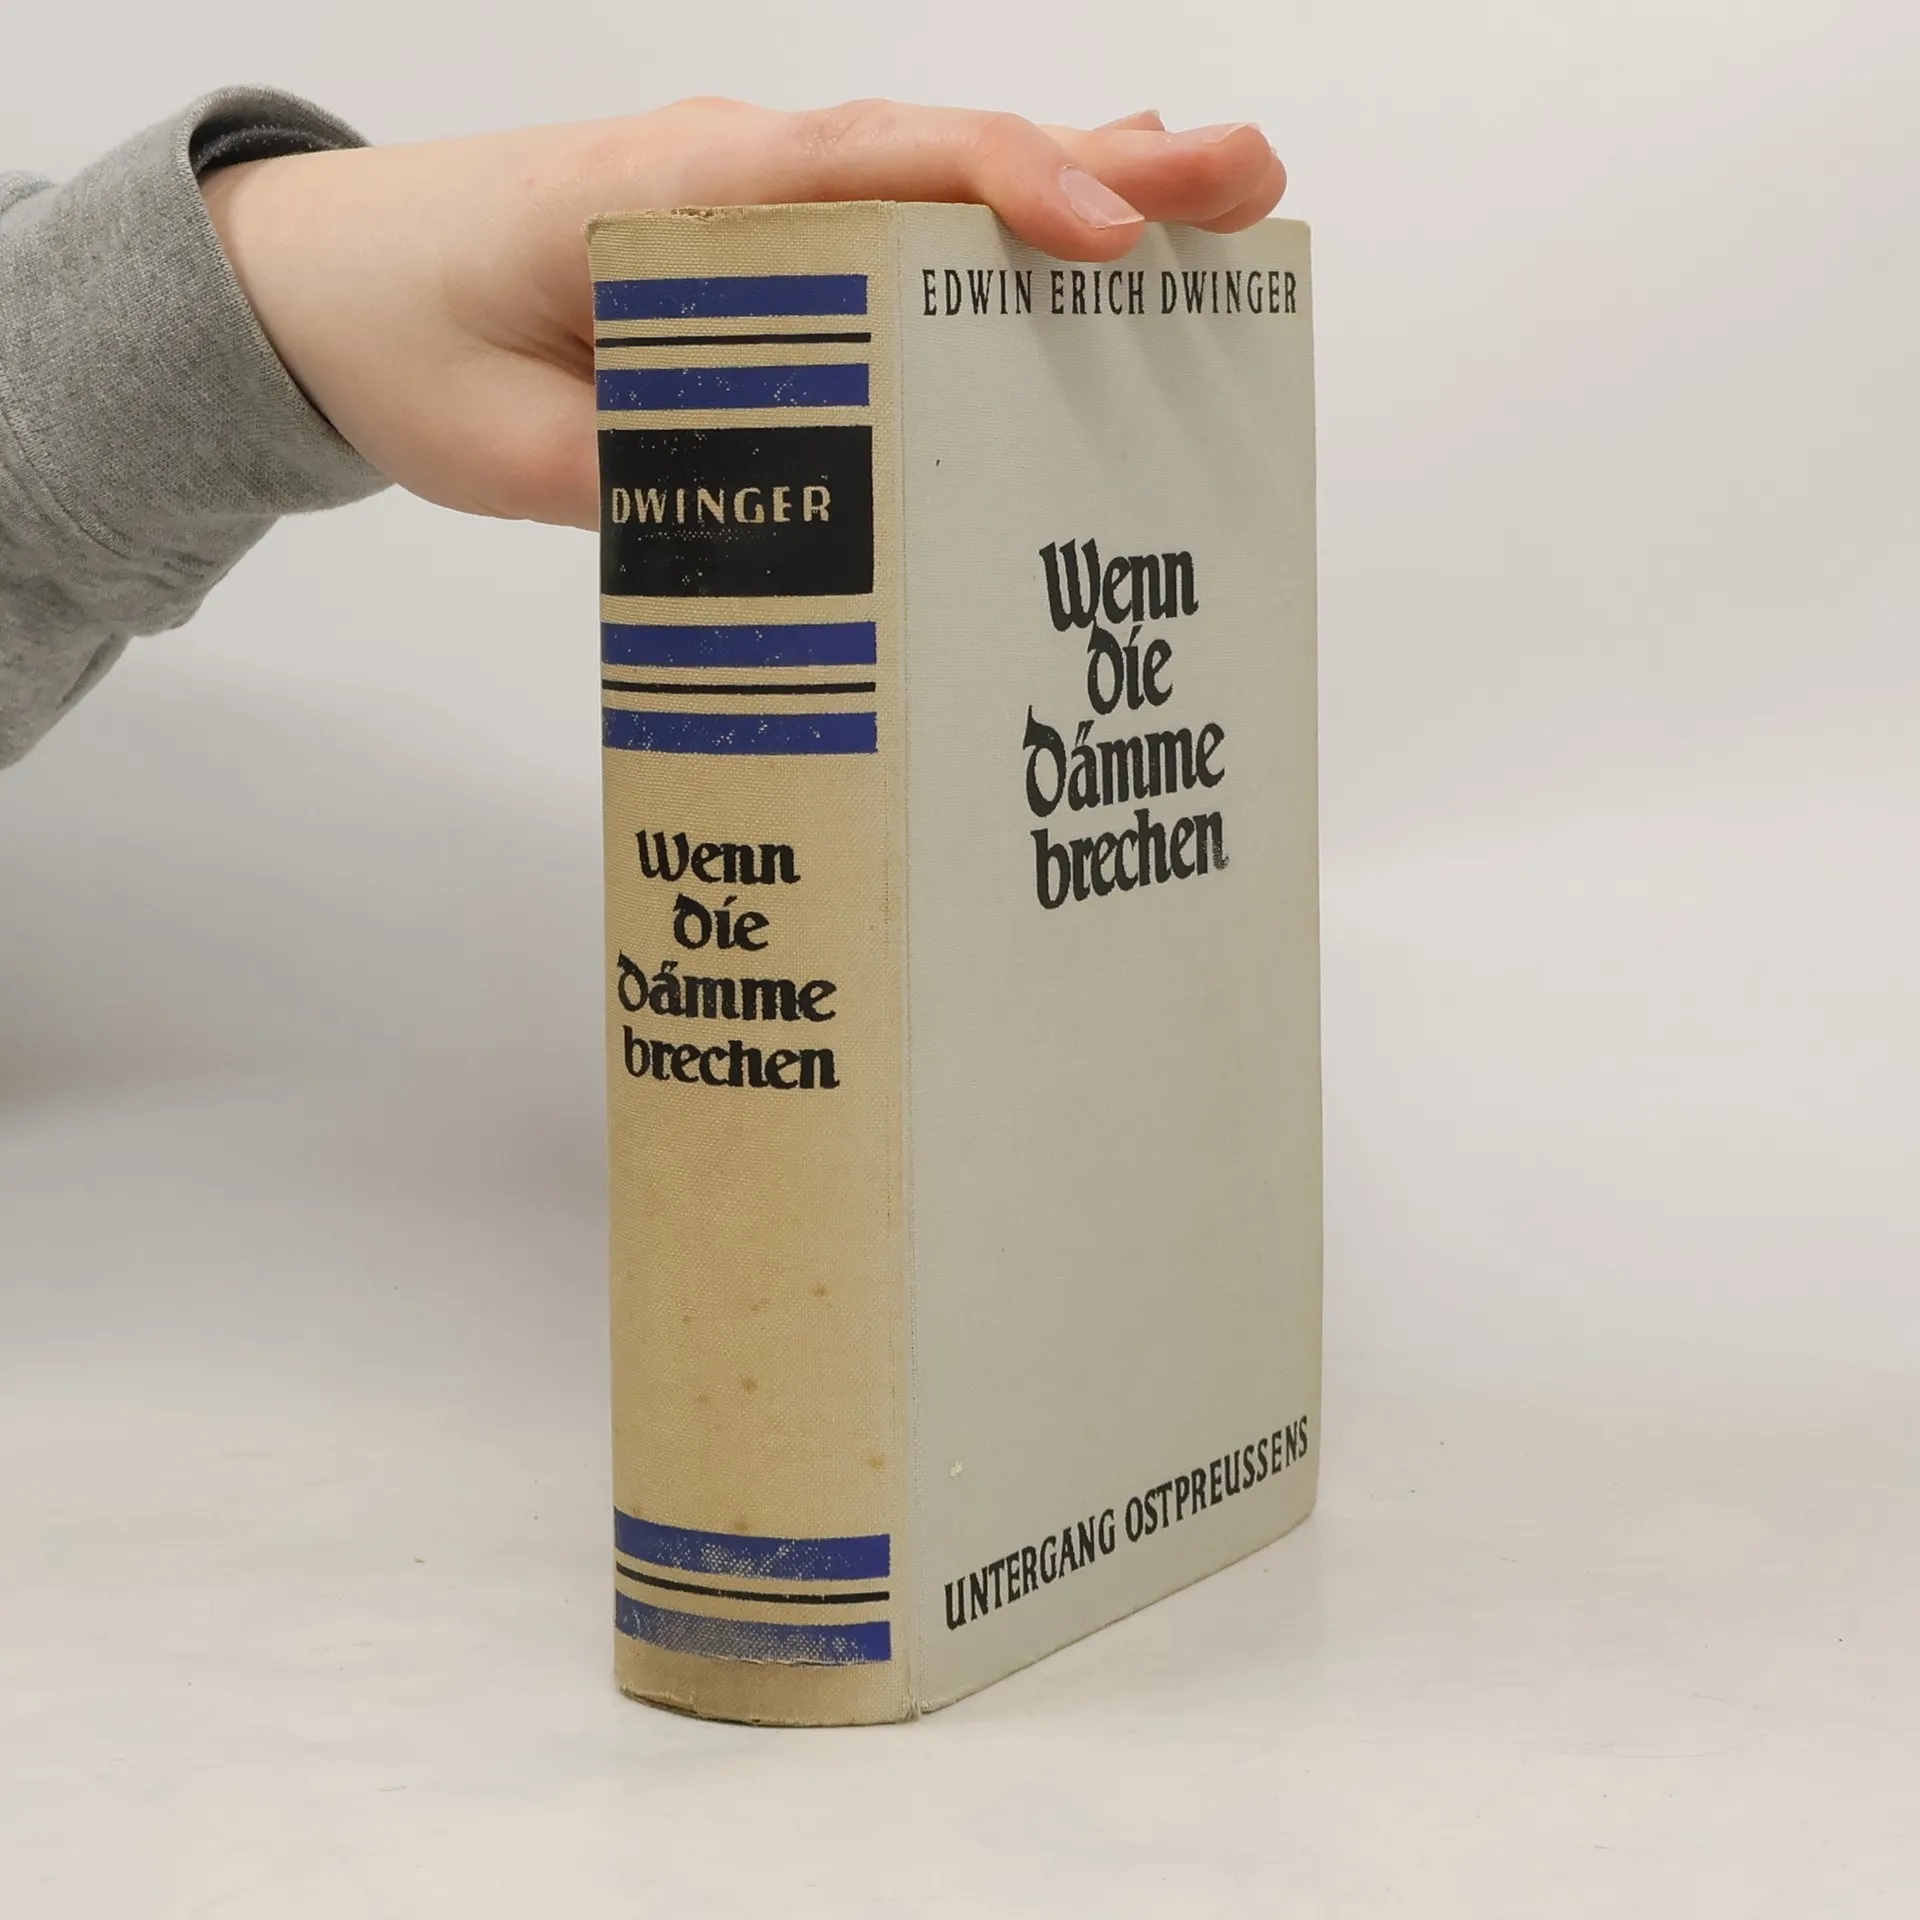 DWINGER
Wenn
die
Dämme
brechen
EDWIN ERICH DWINGER
Wenn
die
Dämme
brechen
UNTERGANG OSTPREUSSENS